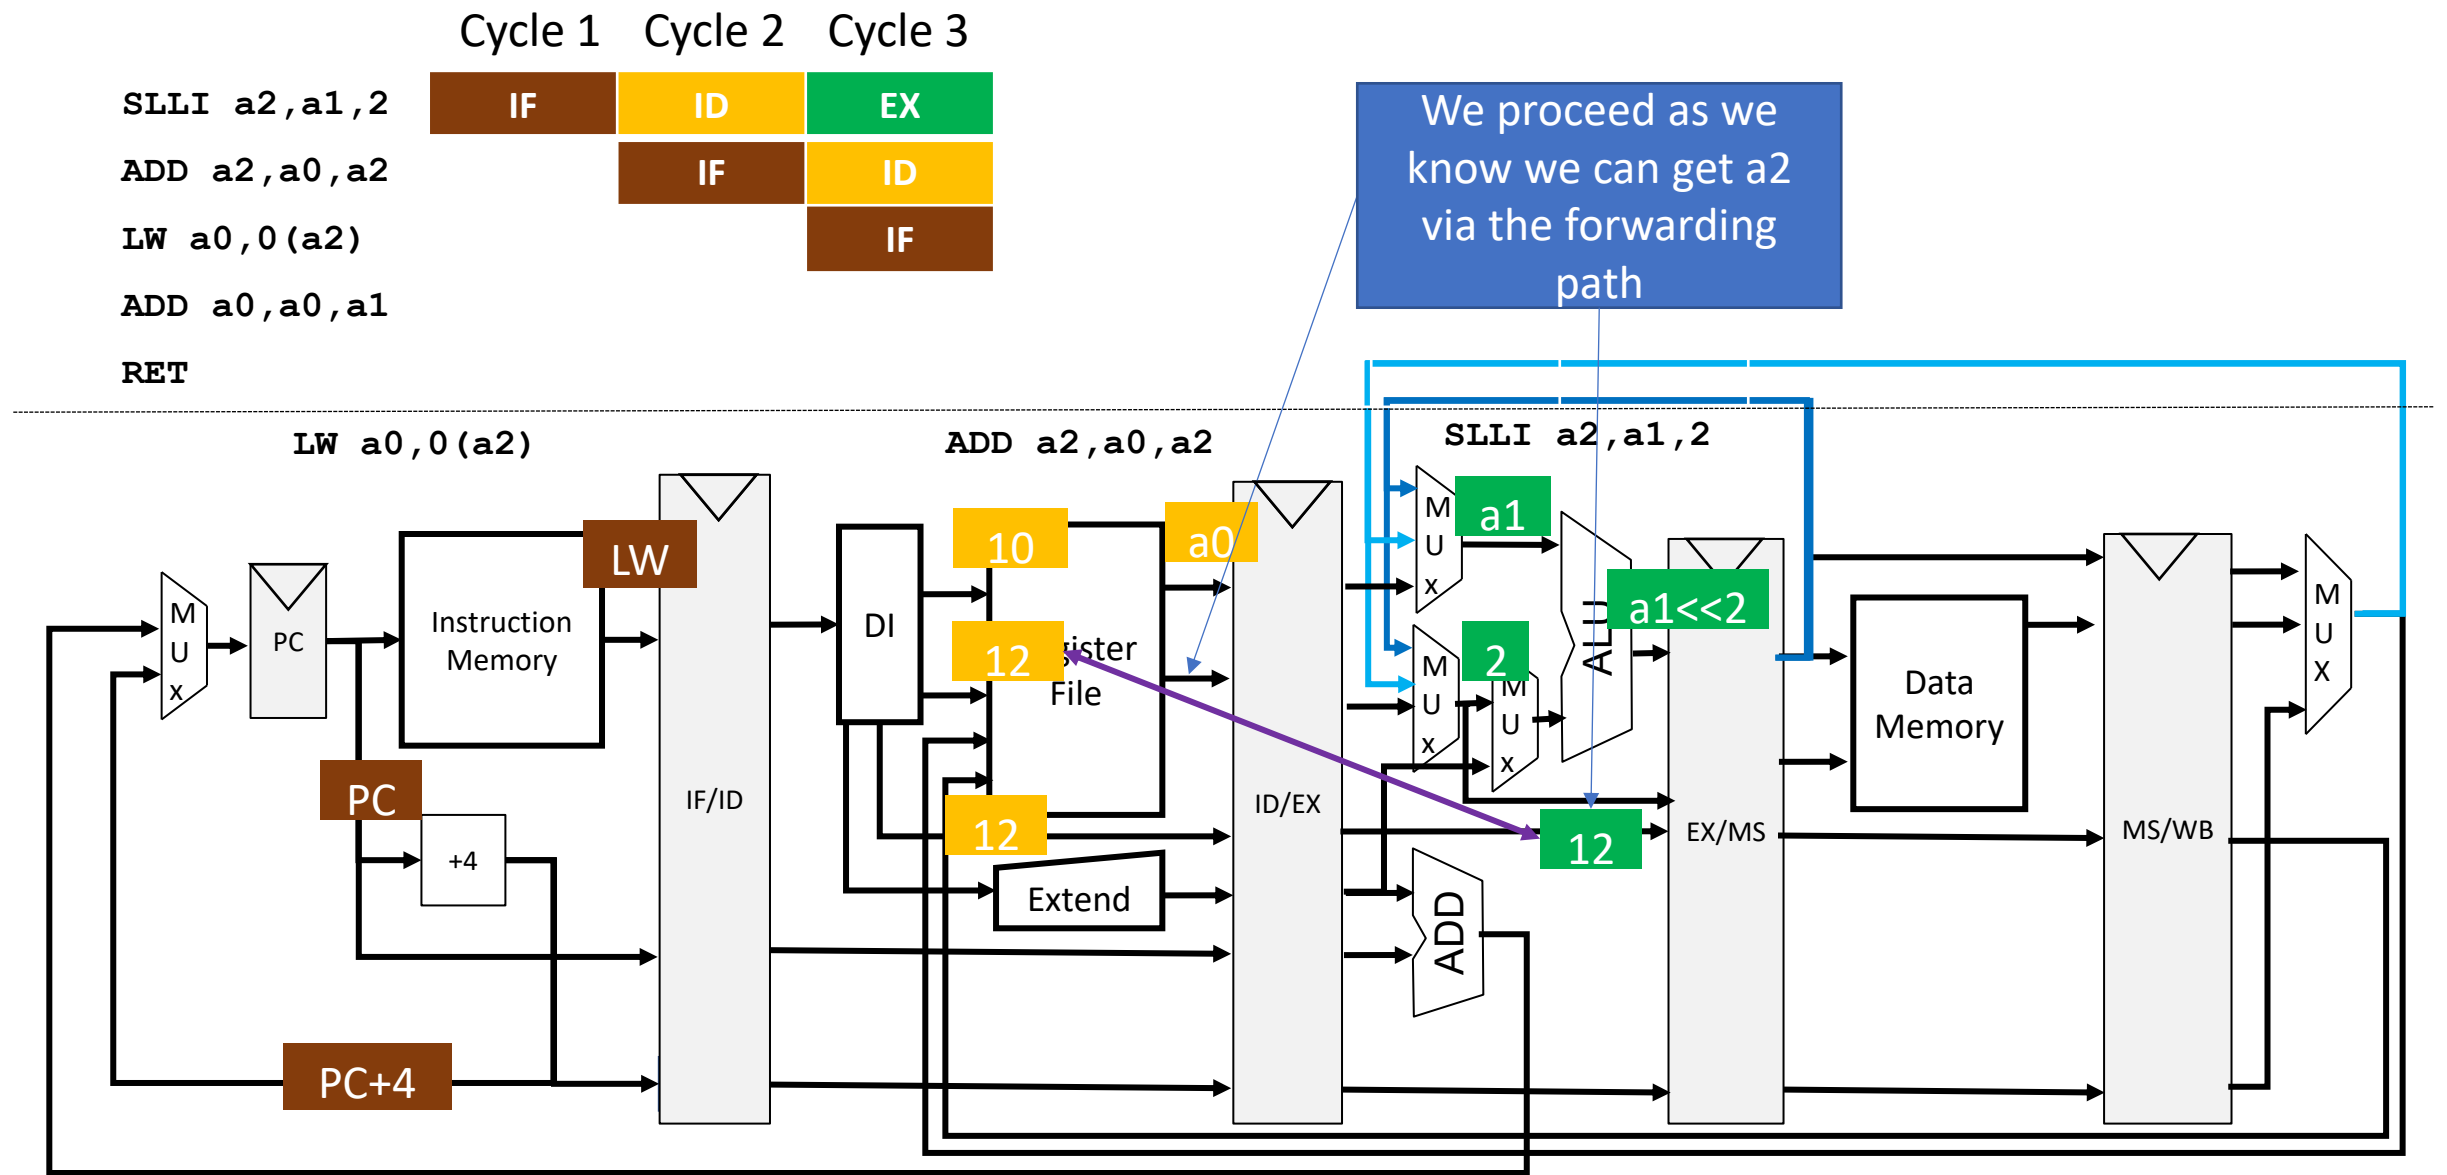 Cycle 1 Cycle 2 Cycle 3
SLLI a2,a1,2 IF ID EX
ADD a2,a0,a2 IF ID
LW a0,0(a2) IF
ADD a0,a0,a1
RET
We proceed as we
know we can get a2
via the forwarding
path
LW a0,0(a2) ADD a2,a0,a2 SLLI a2,a1,2
M
U
x
PC
Instruction
Memory
LW
PC
+4
PC+4
IF/ID
DI
10
12
12
gister
File
a0
Extend
ID/EX
M
U
x
a1
M
U
x
2
M
U
x
ALU
a1<<2
12
ADD
EX/MS
Data
Memory
MS/WB
M
U
X